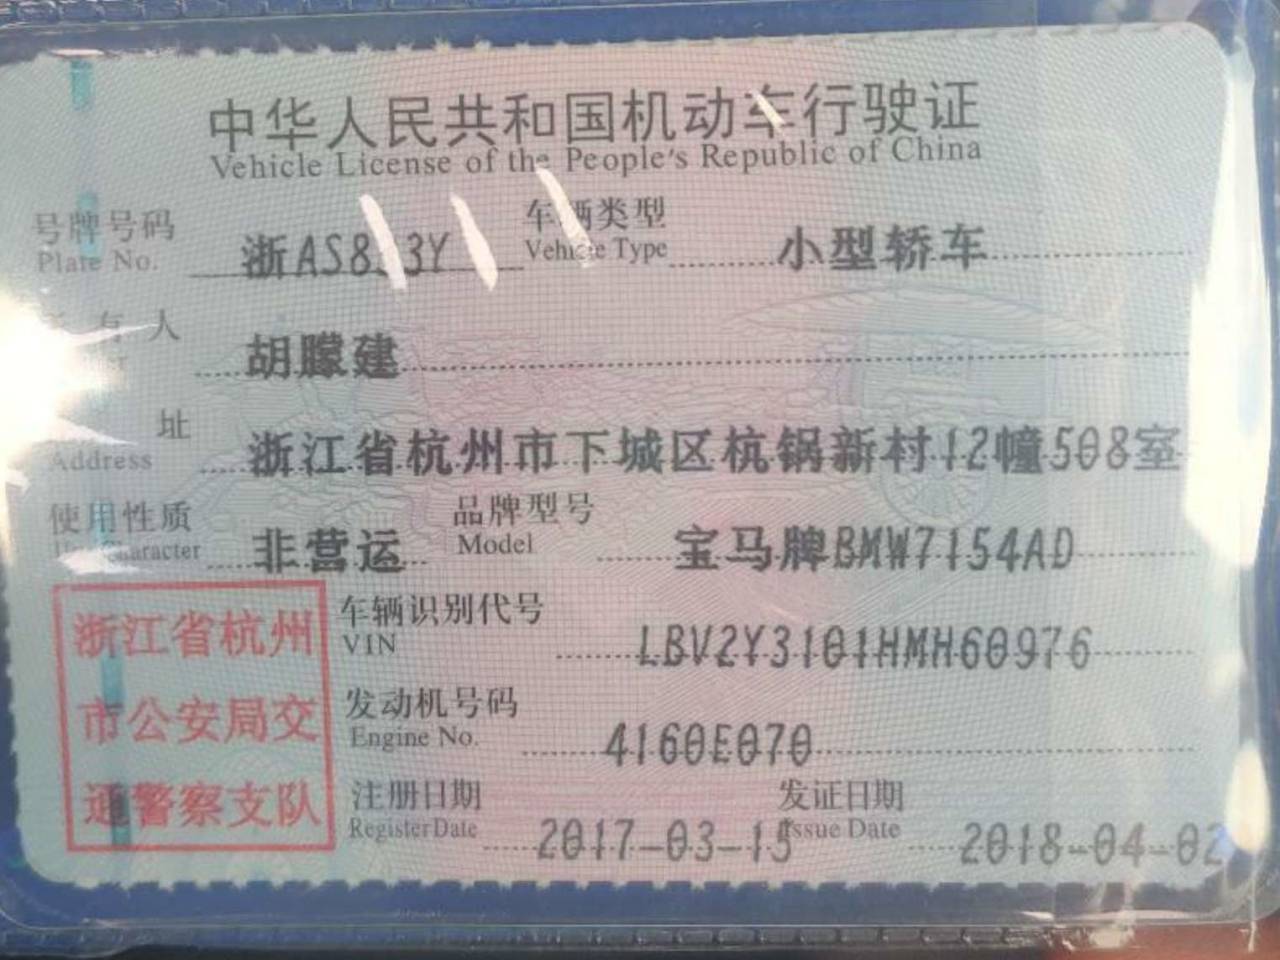 中华人民共和国机动车行驶证
Vehicle License of the People's Republic of China
号牌号码 车辆类型
Plate No. Vehicle Type
小型轿车
有人 胡朦建
址
Address 浙江省杭州市下城区杭锅新村12幢508室
使用性质 非营运 品牌型号 宝马牌BMW7154AD
Character Model
车辆识别代号
VIN LBV2Y3101HMH60976
发动机号码
Engine No. 4160E070
注册日期 发证日期
Register Date 2017-03-15 Issue Date 2018-04-02
浙江省杭州
市公安局交
通警察支队